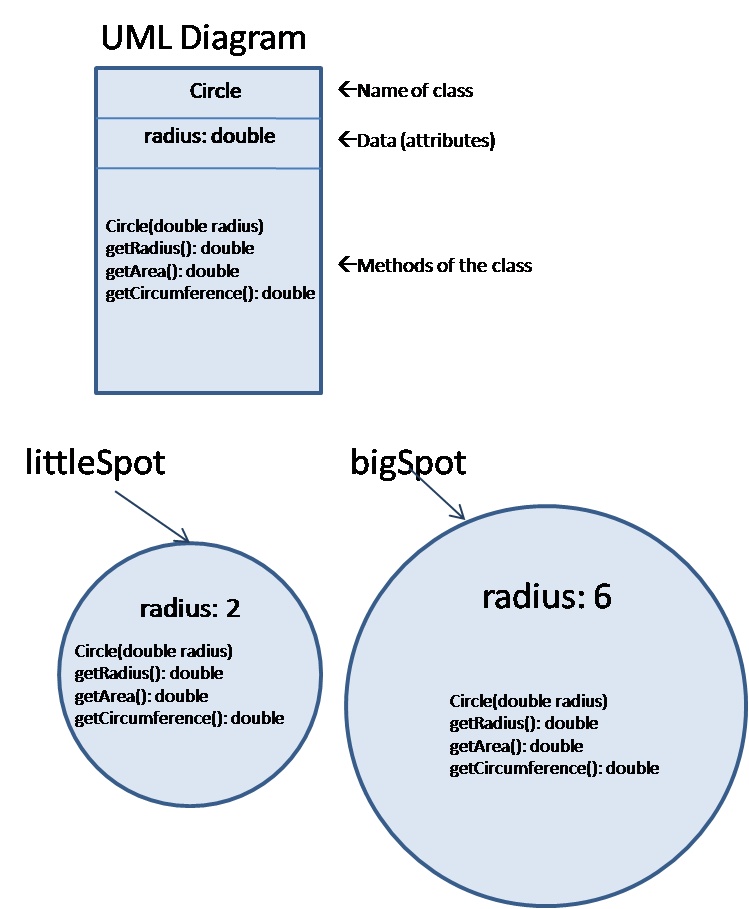 UML Diagram
Circle
←Name of class
radius: double
←Data (attributes)
Circle(double radius)
getRadius(): double
getArea(): double
getCircumference(): double
←Methods of the class
littleSpot
bigSpot
radius: 2
Circle(double radius)
getRadius(): double
getArea(): double
getCircumference(): double
radius: 6
Circle(double radius)
getRadius(): double
getArea(): double
getCircumference(): double